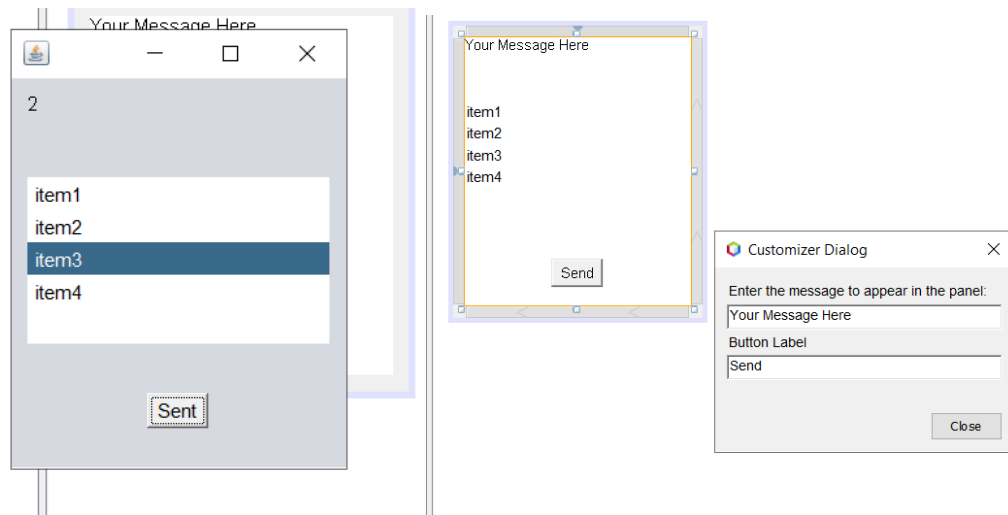 Your Message Here
2
item1
item2
item3
item4
Sent
Your Message Here
item1
item2
item3
item4
Send
Customizer Dialog
Enter the message to appear in the panel:
Your Message Here
Button Label
Send
Close